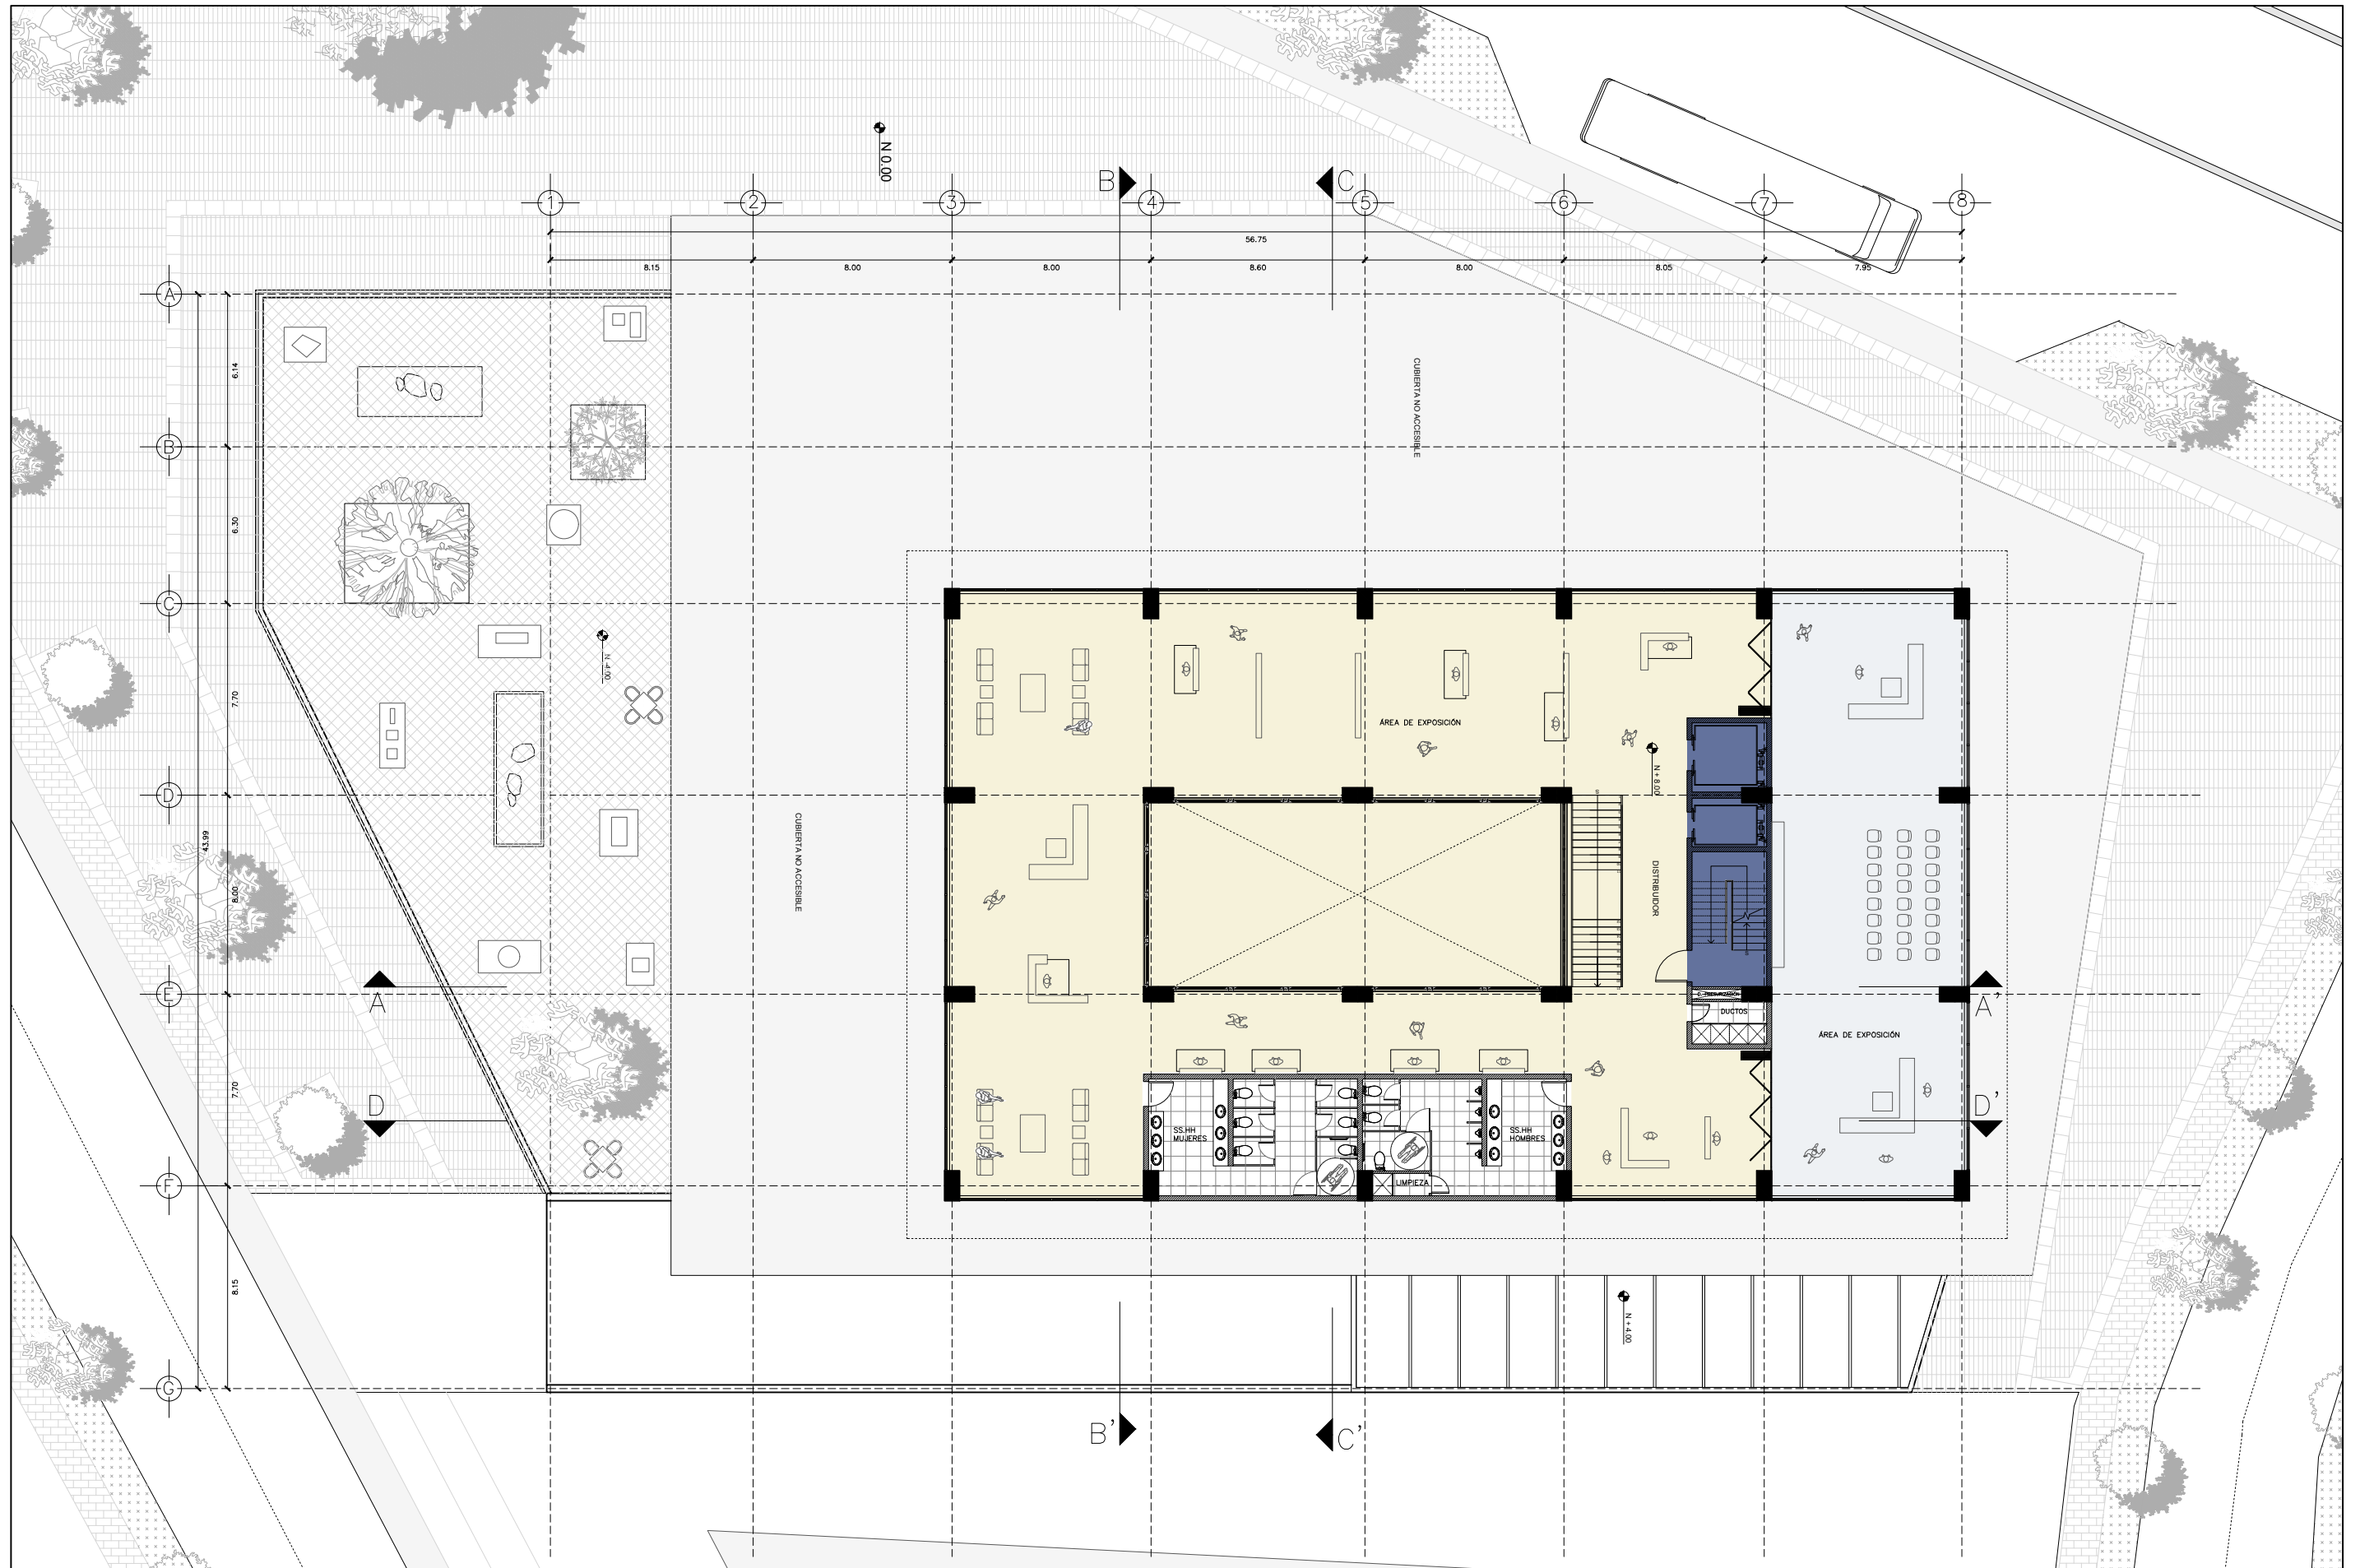 N 0.00
B
C
1
2
3
4
5
6
7
8
56.75
8.15
8.00
8.00
8.60
8.00
8.05
7.95
A
B
C
D
E
F
G
6.14
6.30
7.70
8.00
7.70
8.15
43.99
CUBIERTA NO ACCESIBLE
N -4.00
CUBIERTA NO ACCESIBLE
ÁREA DE EXPOSICIÓN
N + 8.00
DISTRIBUIDOR
DUCTOS
ÁREA DE EXPOSICIÓN
SS.HH
MUJERES
SS.HH
HOMBRES
LIMPIEZA
A
A'
D
D'
N + 4.00
B'
C'